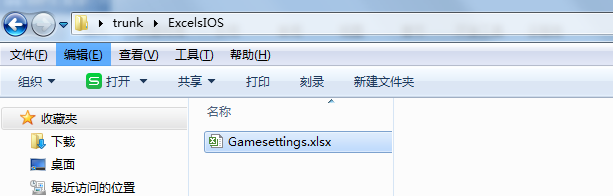 trunk ▸ ExcelsIOS
文件(F) 编辑(E) 查看(V) 工具(T) 帮助(H)
组织 打开 共享 打印 刻录 新建文件夹
收藏夹
下载
桌面
最近访问的位置
名称
Gamesettings.xlsx